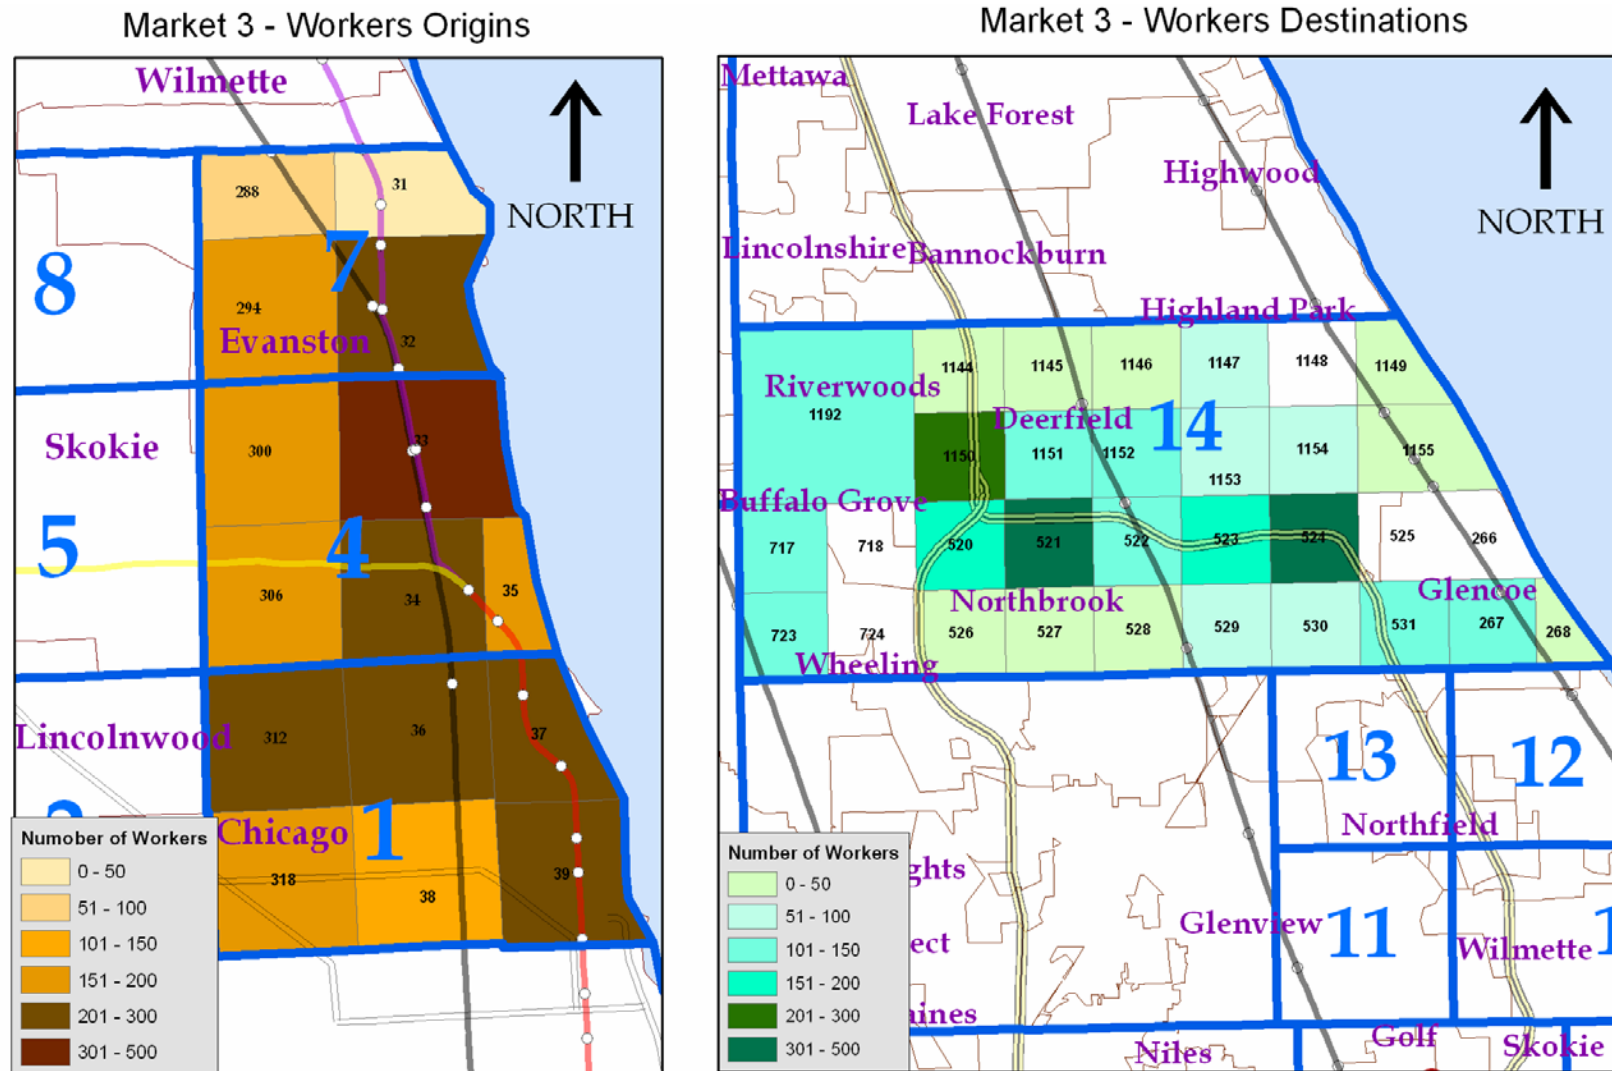 Market 3 - Workers Origins
Wilmette
288
31
NORTH
7
8
294
Evanston
32
Skokie
300
33
5
4
306
34
35
Lincolnwood
312
36
37
Chicago
1
318
38
39
Numober of Workers
0 - 50
51 - 100
101 - 150
151 - 200
201 - 300
301 - 500
Market 3 - Workers Destinations
Mettawa
Lake Forest
Highwood
NORTH
Lincolnshire
Bannockburn
Highland Park
1144
1145
1146
1147
1148
1149
Riverwoods
1192
Deerfield
14
1150
1151
1152
1153
1154
1155
Buffalo Grove
717
718
520
521
522
523
524
525
266
Northbrook
Glencoe
723
724
526
527
528
529
530
531
267
268
Wheeling
13
12
Northfield
Number of Workers
0 - 50
51 - 100
101 - 150
151 - 200
201 - 300
301 - 500
ghts
Glenview
11
ect
Wilmette
1
aines
Niles
Golf
Skokie